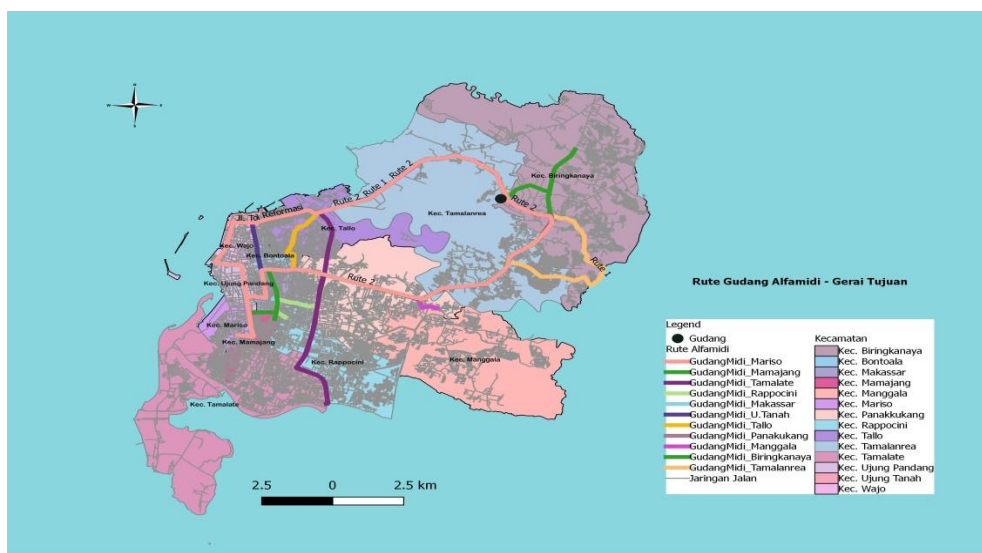 N
W
E
S
Kec. Biringkanaya
Rute 2 Rute 1 Rute 2
Rute 2
Kec. Tamalanrea
Jl. Tol Reformasi
Kec. Tallo
Kec. Wajo
Kec. Bontoala
Rute 1
Rute 2
Kec. Ujung Pandang
Kec. Mariso
Kec. Mamajang
Kec. Rappocini
Kec. Manggala
Kec. Tamalate
2.5 0 2.5 km
Rute Gudang Alfamidi - Gerai Tujuan
Legend
Gudang
Rute Alfamidi
GudangMidi_Mariso
GudangMidi_Mamajang
GudangMidi_Tamalate
GudangMidi_Rappocini
GudangMidi_Makassar
GudangMidi_U.Tanah
GudangMidi_Tallo
GudangMidi_Panakukang
GudangMidi_Manggala
GudangMidi_Biringkanaya
GudangMidi_Tamalanrea
Jaringan Jalan
Kecamatan
Kec. Biringkanaya
Kec. Bontoala
Kec. Makassar
Kec. Mamajang
Kec. Manggala
Kec. Mariso
Kec. Panakkukang
Kec. Rappocini
Kec. Tallo
Kec. Tamalanrea
Kec. Tamalate
Kec. Ujung Pandang
Kec. Ujung Tanah
Kec. Wajo